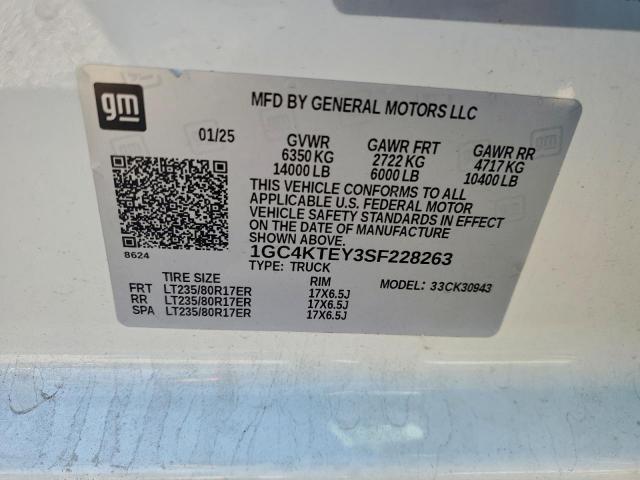 gm
MFD BY GENERAL MOTORS LLC
01/25 GVWR GAWR FRT GAWR RR
6350 KG 2722 KG 4717 KG
14000 LB 6000 LB 10400 LB
THIS VEHICLE CONFORMS TO ALL
APPLICABLE U.S. FEDERAL MOTOR
VEHICLE SAFETY STANDARDS IN EFFECT
ON THE DATE OF MANUFACTURE
SHOWN ABOVE.
8624
1GC4KTEY3SF228263
TYPE: TRUCK MODEL: 33CK30943
TIRE SIZE RIM
FRT LT235/80R17ER 17X6.5J
RR LT235/80R17ER 17X6.5J
SPA LT235/80R17ER 17X6.5J